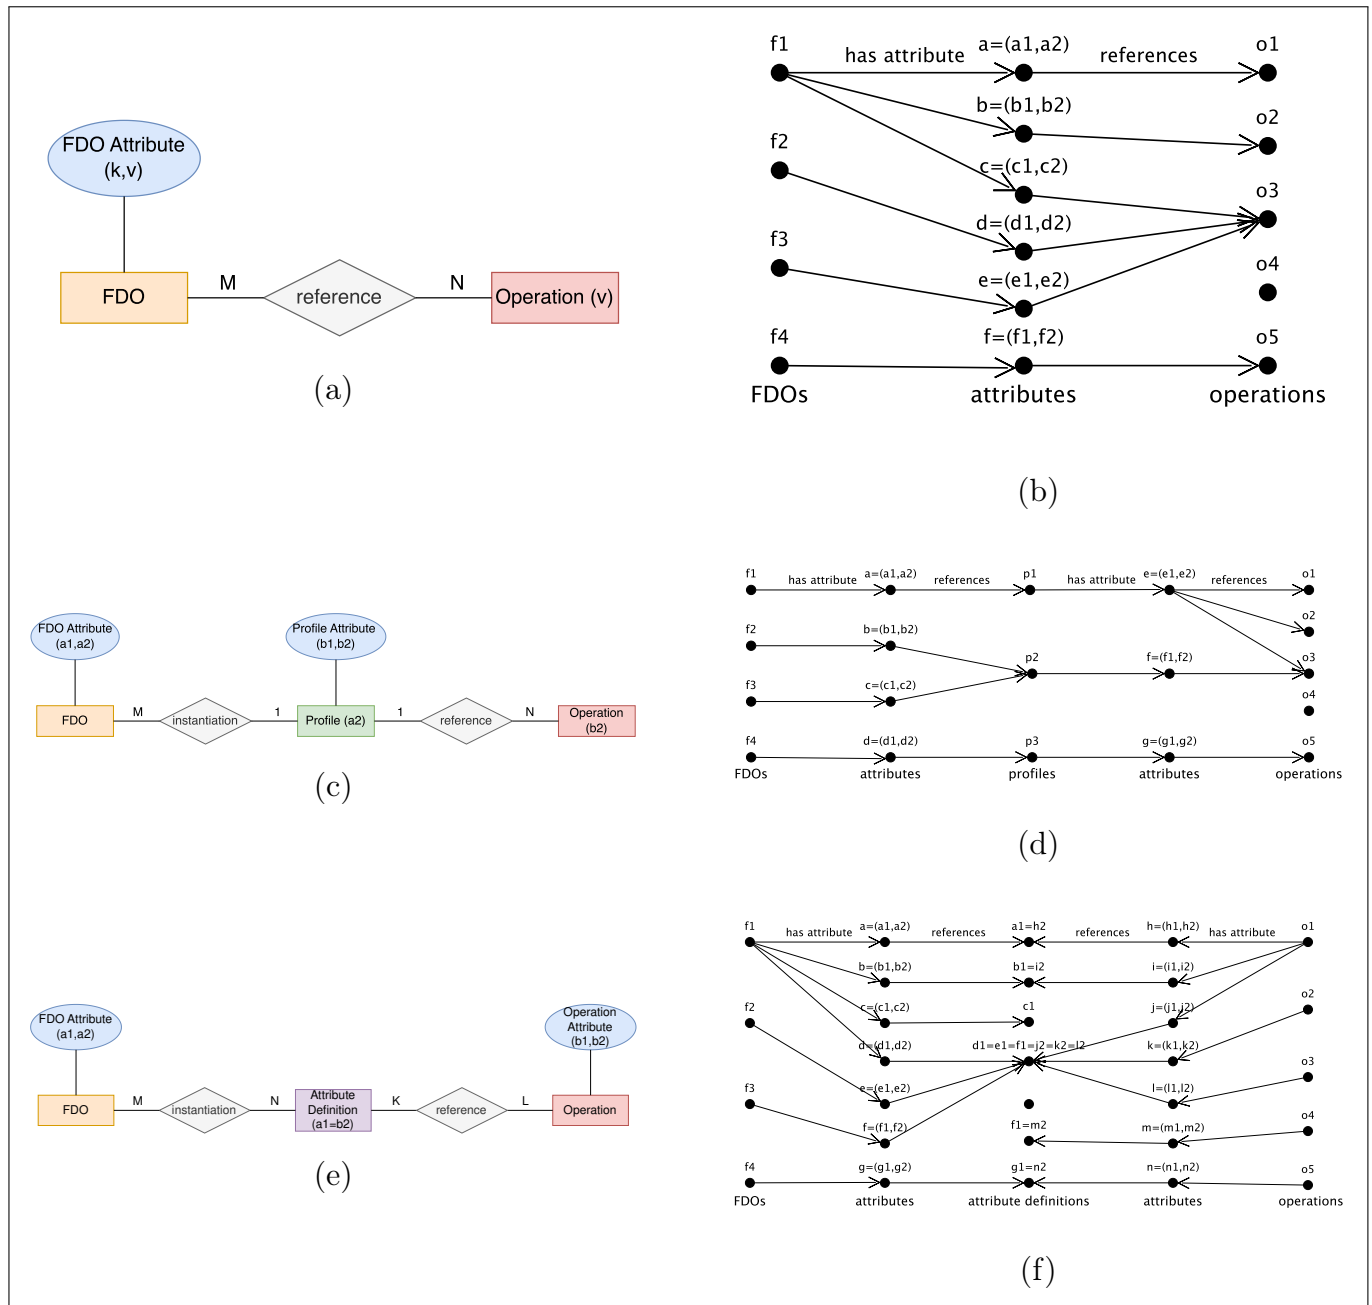 FDO Attribute
(k,v)
FDO
M
reference
N
Operation (v)
(a)
f1
has attribute
a=(a1,a2)
references
o1
b=(b1,b2)
o2
f2
c=(c1,c2)
o3
d=(d1,d2)
f3
e=(e1,e2)
o4
f4
f=(f1,f2)
o5
FDOs
attributes
operations
(b)
FDO Attribute
(a1,a2)
Profile Attribute
(b1,b2)
FDO
M
instantiation
1
Profile (a2)
1
reference
N
Operation
(b2)
(c)
f1
has attribute
a=(a1,a2)
references
p1
has attribute
e=(e1,e2)
references
o1
o2
f2
b=(b1,b2)
p2
f=(f1,f2)
o3
f3
c=(c1,c2)
o4
f4
d=(d1,d2)
p3
g=(g1,g2)
o5
FDOs
attributes
profiles
attributes
operations
(d)
FDO Attribute
(a1,a2)
Operation
Attribute
(b1,b2)
FDO
M
instantiation
N
Attribute
Definition
(a1=b2)
K
reference
L
Operation
(e)
f1
has attribute
a=(a1,a2)
references
a1=h2
references
h=(h1,h2)
has attribute
o1
b=(b1,b2)
b1=i2
i=(i1,i2)
f2
c=(c1,c2)
c1
j=(j1,j2)
o2
d=(d1,d2)
d1=e1=f1=j2=k2=l2
k=(k1,k2)
f3
e=(e1,e2)
l=(l1,l2)
o3
f=(f1,f2)
f1=m2
m=(m1,m2)
o4
f4
g=(g1,g2)
g1=n2
n=(n1,n2)
o5
FDOs
attributes
attribute definitions
attributes
operations
(f)